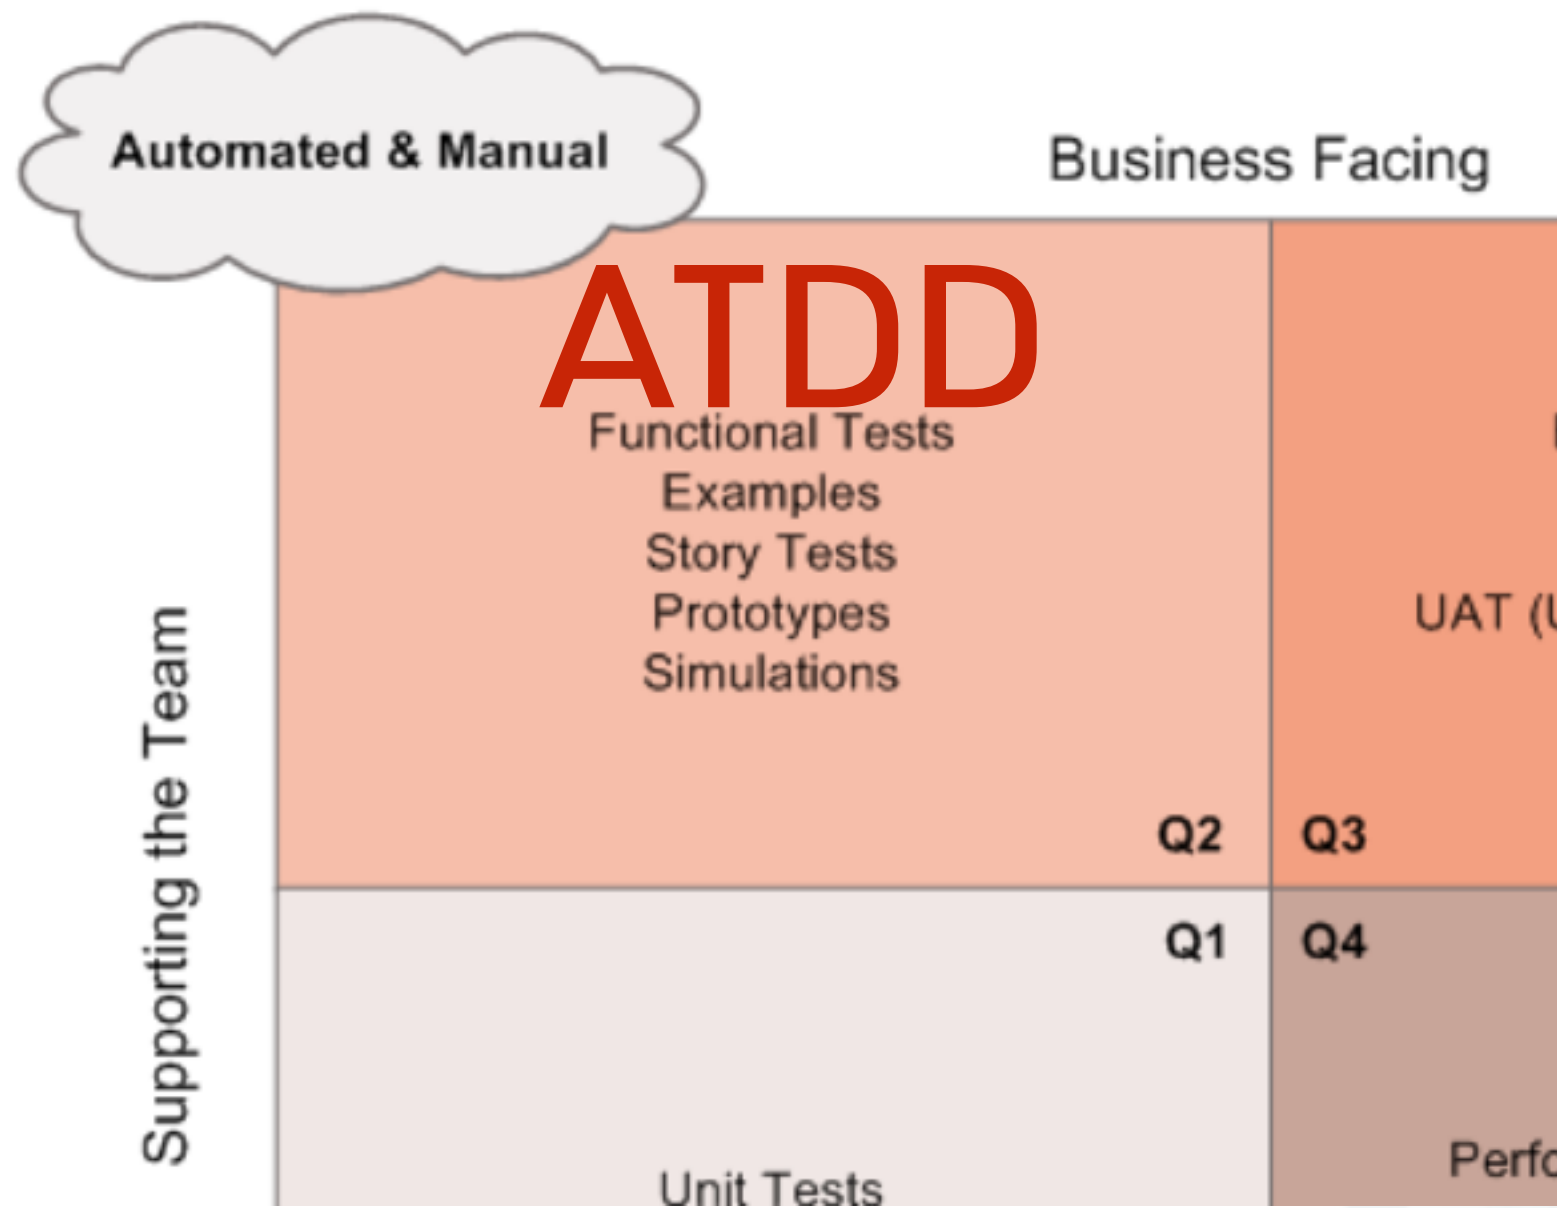 Automated & Manual
Business Facing
ATDD
Functional Tests
Examples
Story Tests
Prototypes
Simulations
UAT
Supporting the Team
Q2
Q3
Q1
Q4
Unit Tests